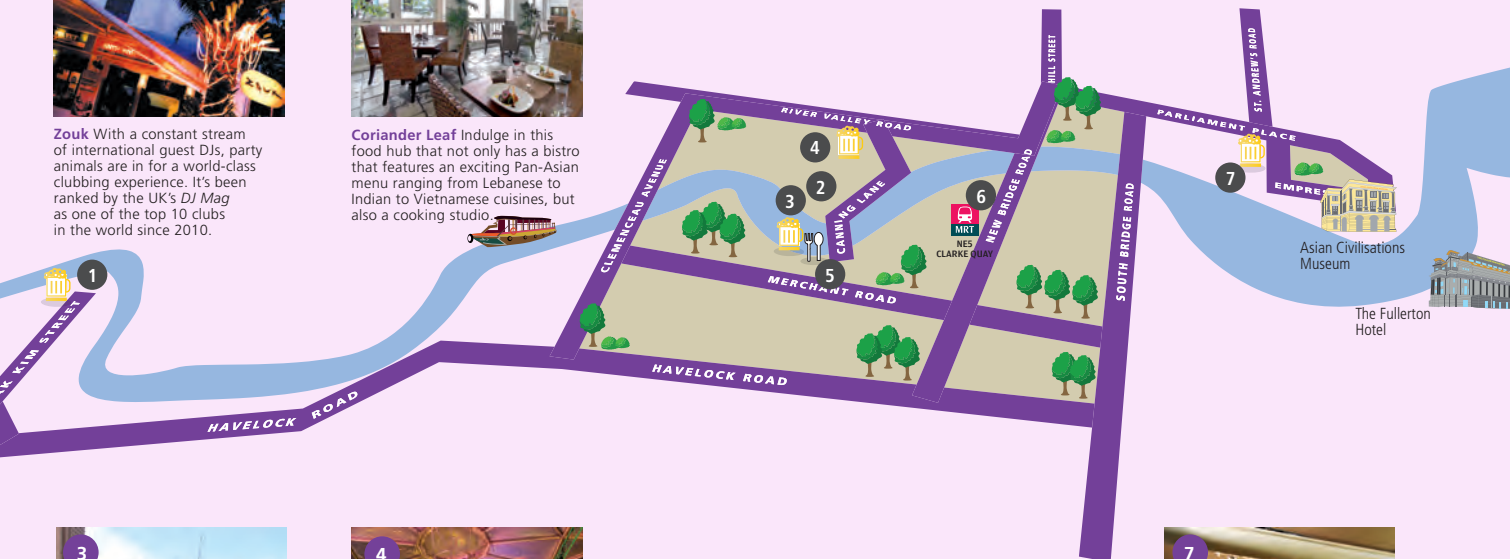 Zouk With a constant stream
of international guest DJs, party
animals are in for a world-class
clubbing experience. It's been
ranked by the UK's DJ Mag
as one of the top 10 clubs
in the world since 2010.
Coriander Leaf Indulge in this
food hub that not only has a bistro
that features an exciting Pan-Asian
menu ranging from Lebanese to
Indian to Vietnamese cuisines, but
also a cooking studio.
HILL STREET
ST. ANDREW'S ROAD
RIVER VALLEY ROAD
PARLIAMENT PLACE
4
2
3
7
6
CLEMENCEAU AVENUE
CANNING LANE
MRT
NE5
CLARKE QUAY
NEW BRIDGE ROAD
SOUTH BRIDGE ROAD
EMPRES
Asian Civilisations
Museum
1
5
MERCHANT ROAD
The Fullerton
Hotel
K KIM STREET
HAVELOCK ROAD
HAVELOCK ROAD
3
4
7